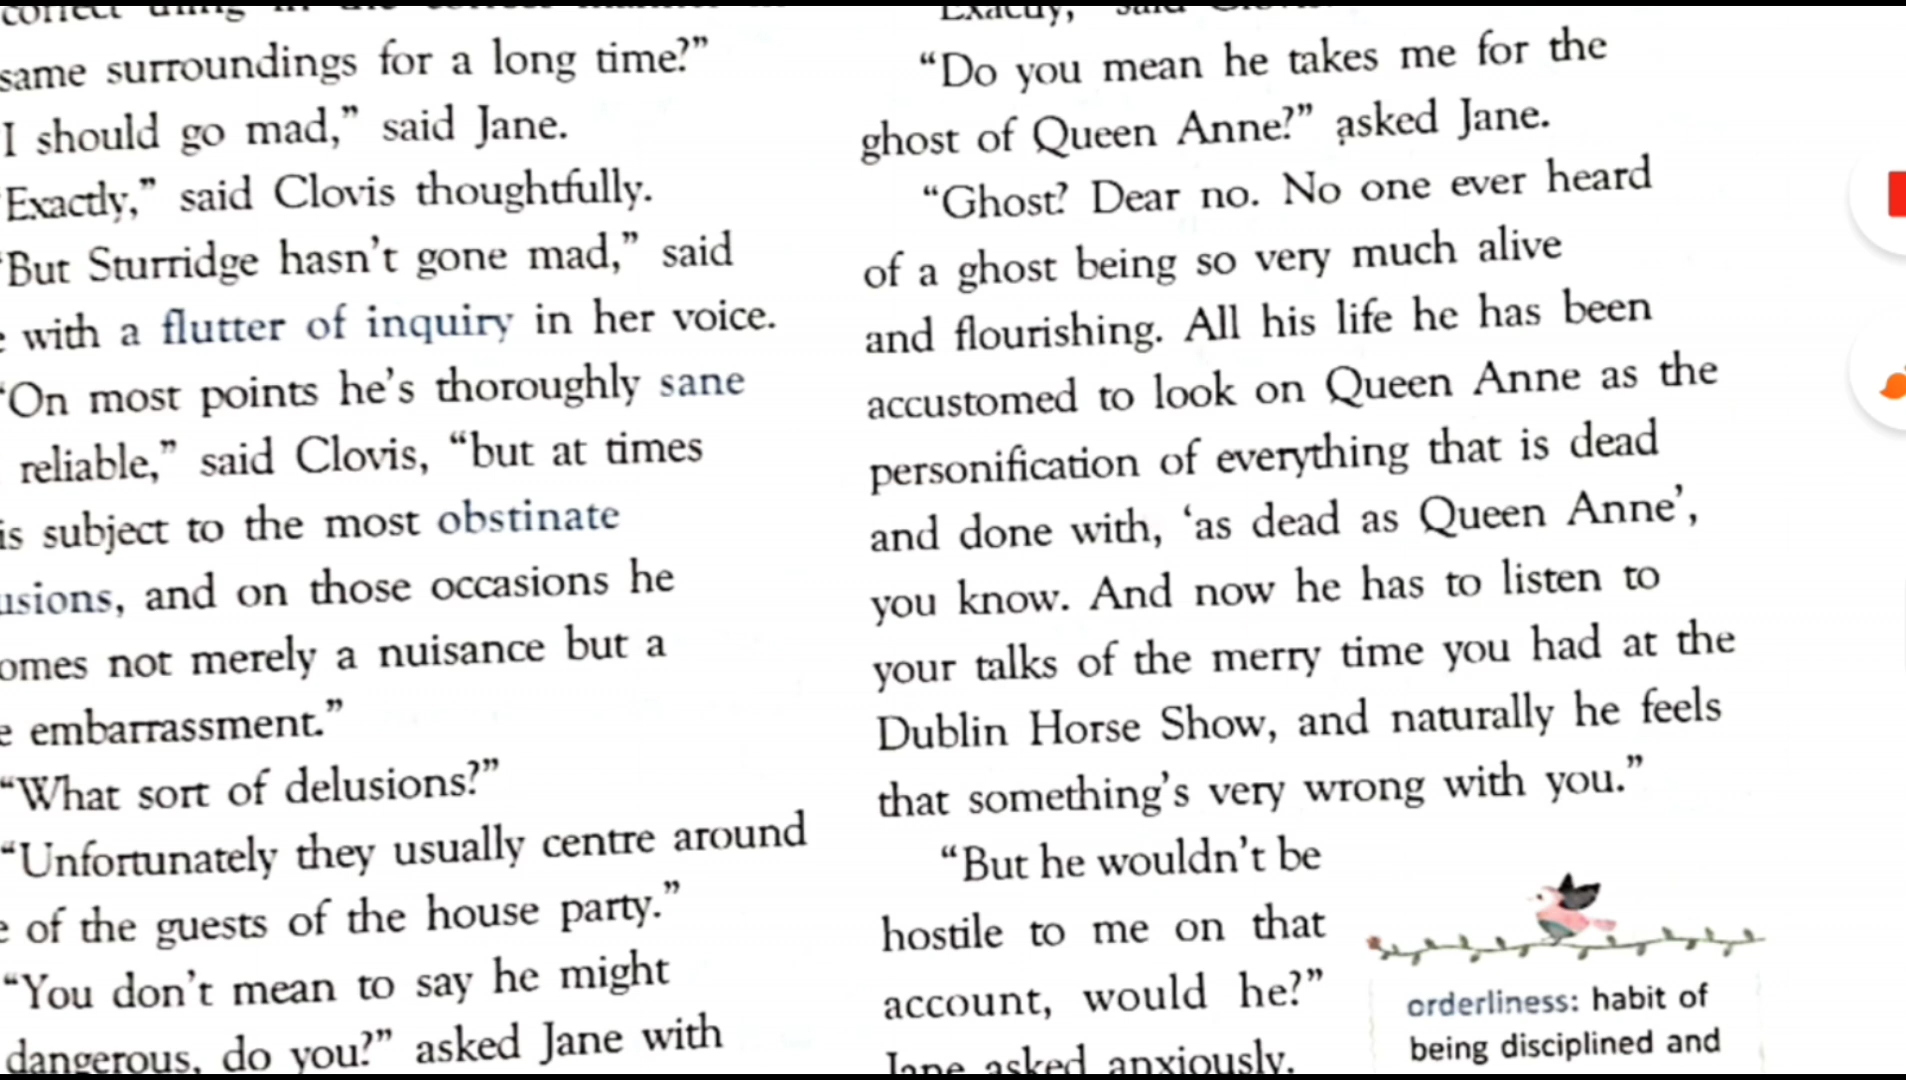 same surroundings for a long time?”
I should go mad,” said Jane.
Exactly,” said Clovis thoughtfully.
“But Sturridge hasn’t gone mad,” said
with a flutter of inquiry in her voice.
“On most points he’s thoroughly sane
reliable,” said Clovis, “but at times
is subject to the most obstinate
usions, and on those occasions he
omes not merely a nuisance but a
e embarrassment.”
“What sort of delusions?”
“Unfortunately they usually centre around
e of the guests of the house party.”
“You don’t mean to say he might
dangerous, do you?” asked Jane with
“Do you mean he takes me for the
ghost of Queen Anne?” asked Jane.
“Ghost? Dear no. No one ever heard
of a ghost being so very much alive
and flourishing. All his life he has been
accustomed to look on Queen Anne as the
personification of everything that is dead
and done with, ‘as dead as Queen Anne’,
you know. And now he has to listen to
your talks of the merry time you had at the
Dublin Horse Show, and naturally he feels
that something’s very wrong with you.”
“But he wouldn’t be
hostile to me on that
account, would he?”
Jane asked anxiously.
orderliness: habit of
being disciplined and